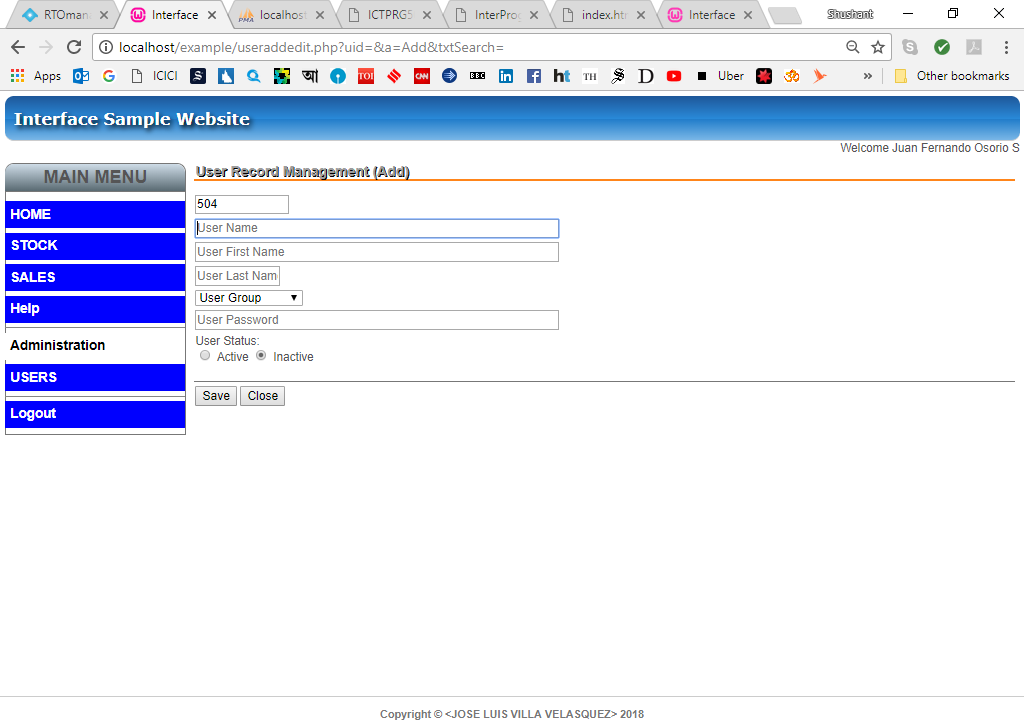 RTOman
Interface
localhos
ICTPRG5
InterProg
index.ht
Interface
Shushant
localhost/example/useraddedit.php?uid=&a=Add&txtSearch=
Apps
ICICI
TOI
CNN
BBC
ht
TH
D
Uber
»
Other bookmarks
Interface Sample Website
Welcome Juan Fernando Osorio S
MAIN MENU
HOME
STOCK
SALES
Help
Administration
USERS
Logout
User Record Management (Add)
504
User Name
User First Name
User Last Nam
User Group
User Password
User Status:
Active Inactive
Save Close
Copyright © <JOSE LUIS VILLA VELASQUEZ> 2018